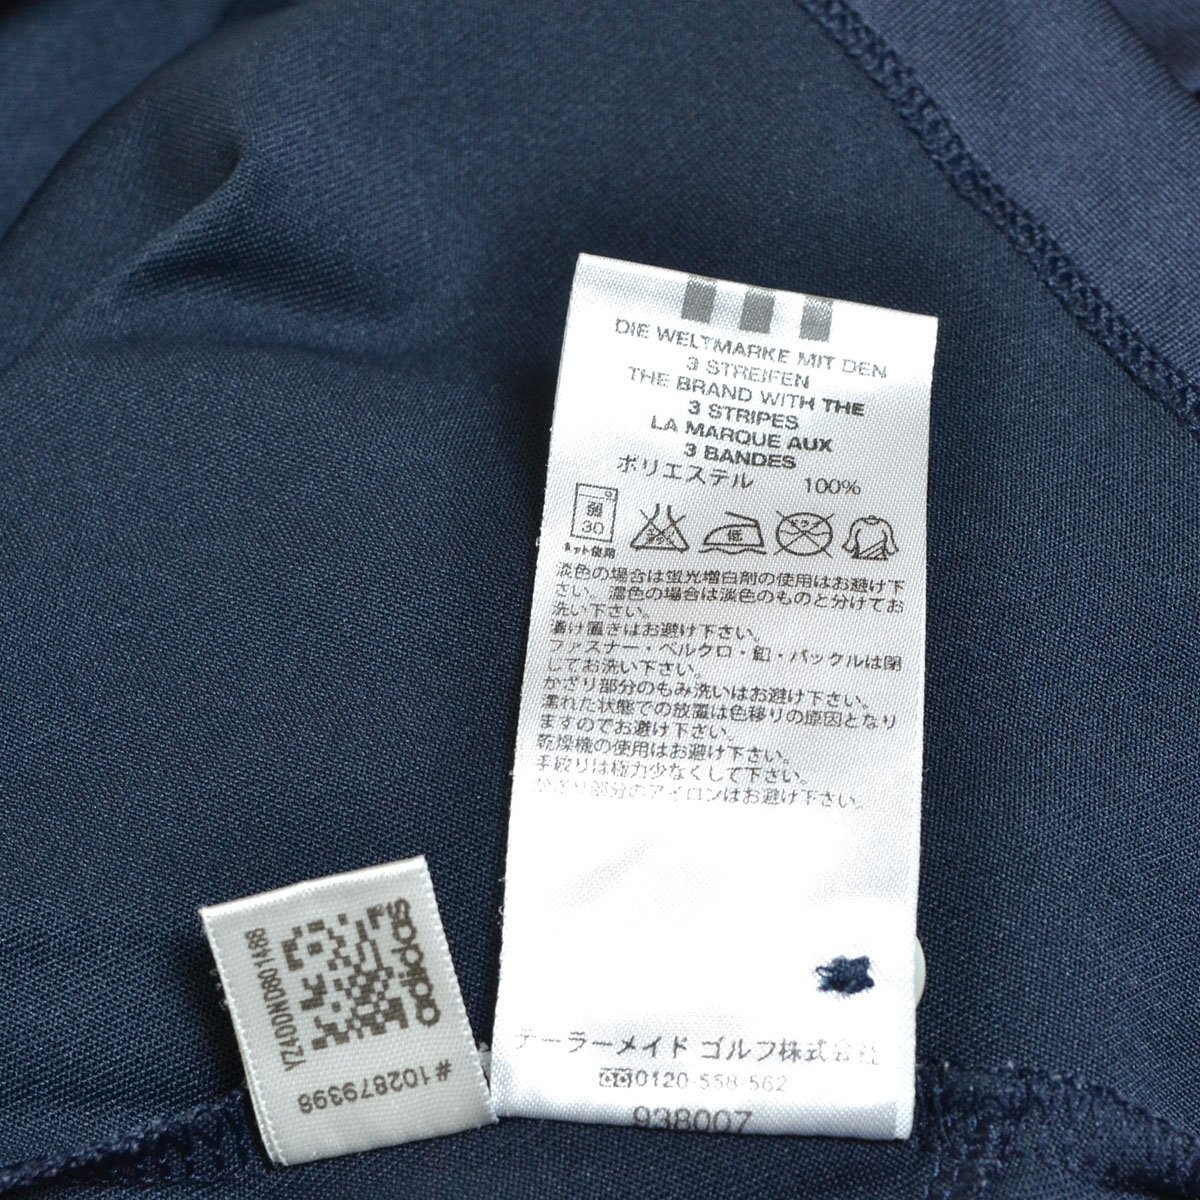 DIE WELTMARKE MIT DEN
3 STREIFEN
THE BRAND WITH THE
3 STRIPES
LA MARQUE AUX
3 BANDES
ポリエステル 100%
弱
30
ネット使用
低
淡色の場合は蛍光増白剤の使用はお避け下
さい。濃色の場合は淡色のものと分けてお
洗い下さい。
漬け置きはお避け下さい。
ファスナー・ベルクロ・釦・バックルは閉
してお洗い下さい。
かざり部分のもみ洗いはお避け下さい。
濡れた状態での放置は色移りの原因となり
ますのでお避け下さい。
乾燥機の使用はお避け下さい。
手絞りは極力少なくして下さい。
かざり部分のアイロンはお避け下さい。
テーラーメイド ゴルフ株式会社
0120-558-562
938007
adidas
YZ40DND801488
#102879398